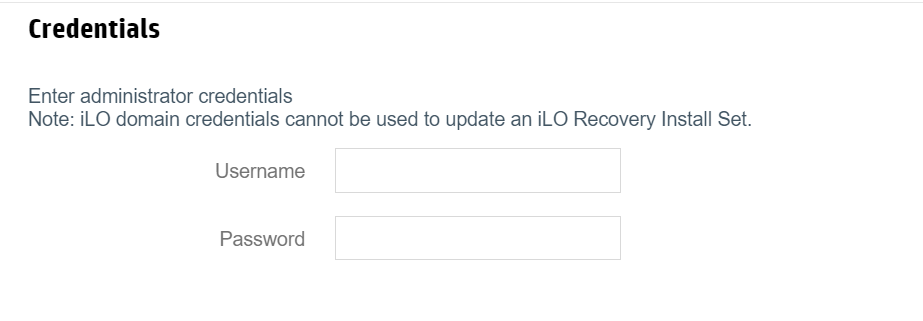 Credentials
Enter administrator credentials
Note: iLO domain credentials cannot be used to update an iLO Recovery Install Set.
Username
Password